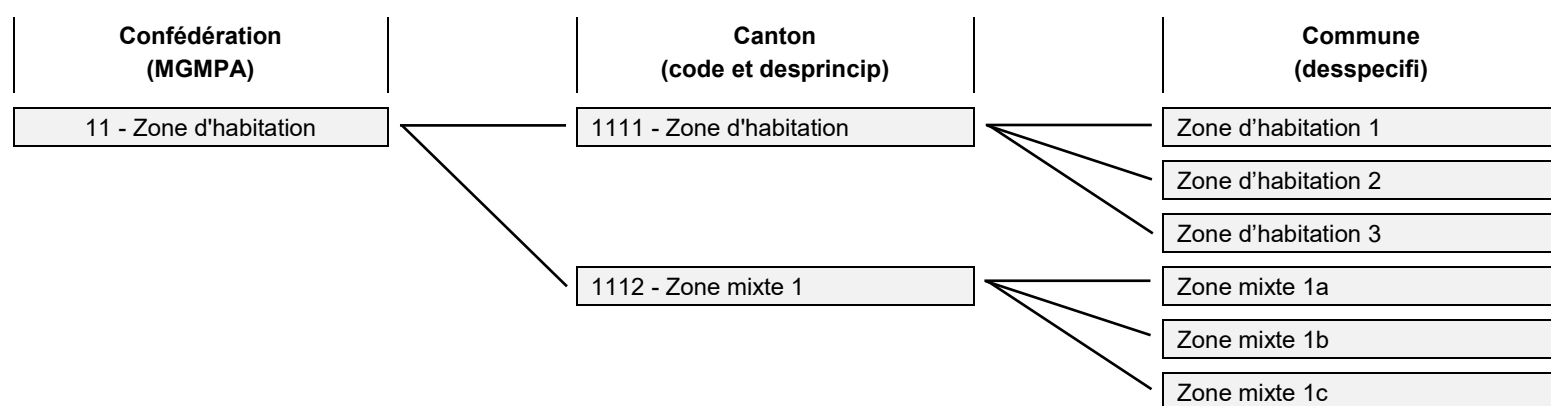 Confédération
(MGMPA)
Canton
(code et desprincip)
Commune
(desspecifi)
11 - Zone d'habitation
1111 - Zone d'habitation
Zone d’habitation 1
Zone d’habitation 2
Zone d’habitation 3
1112 - Zone mixte 1
Zone mixte 1a
Zone mixte 1b
Zone mixte 1c